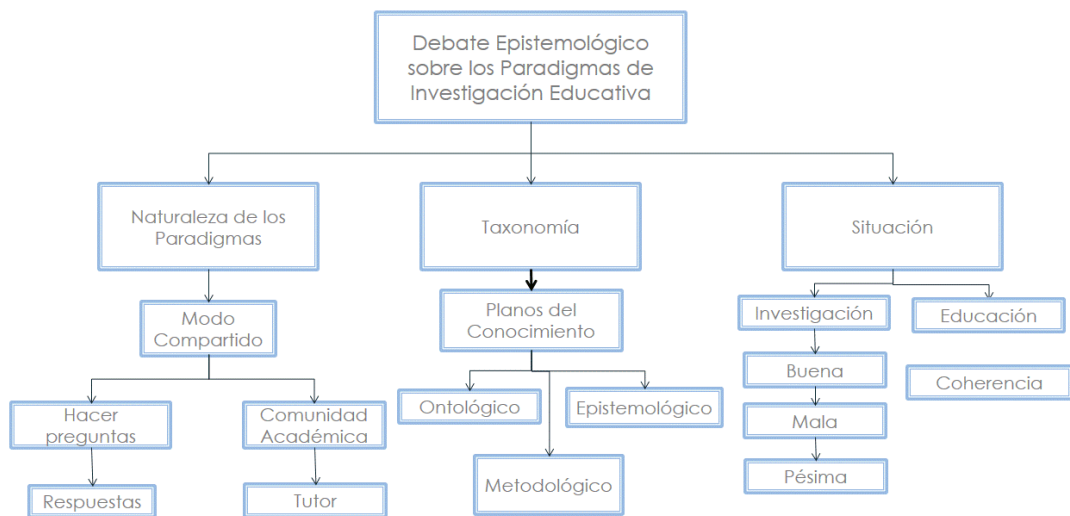 Debate Epistemológico
sobre los Paradigmas de
Investigación Educativa
Naturaleza de los
Paradigmas
Taxonomía
Situación
Modo
Compartido
Planos del
Conocimiento
Investigación
Educación
Buena
Coherencia
Hacer
preguntas
Comunidad
Académica
Ontológico
Epistemológico
Mala
Respuestas
Tutor
Metodológico
Pésima